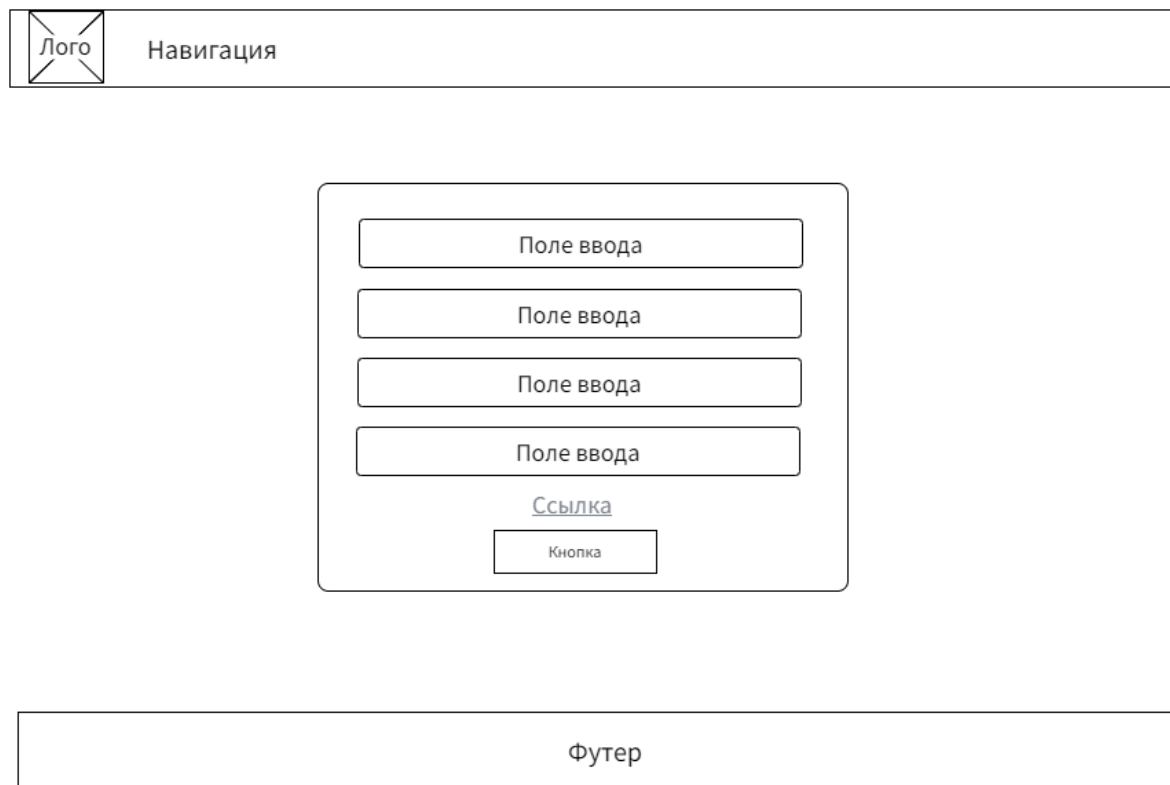 Лого
Навигация
Поле ввода
Поле ввода
Поле ввода
Поле ввода
Ссылка
Кнопка
Футер